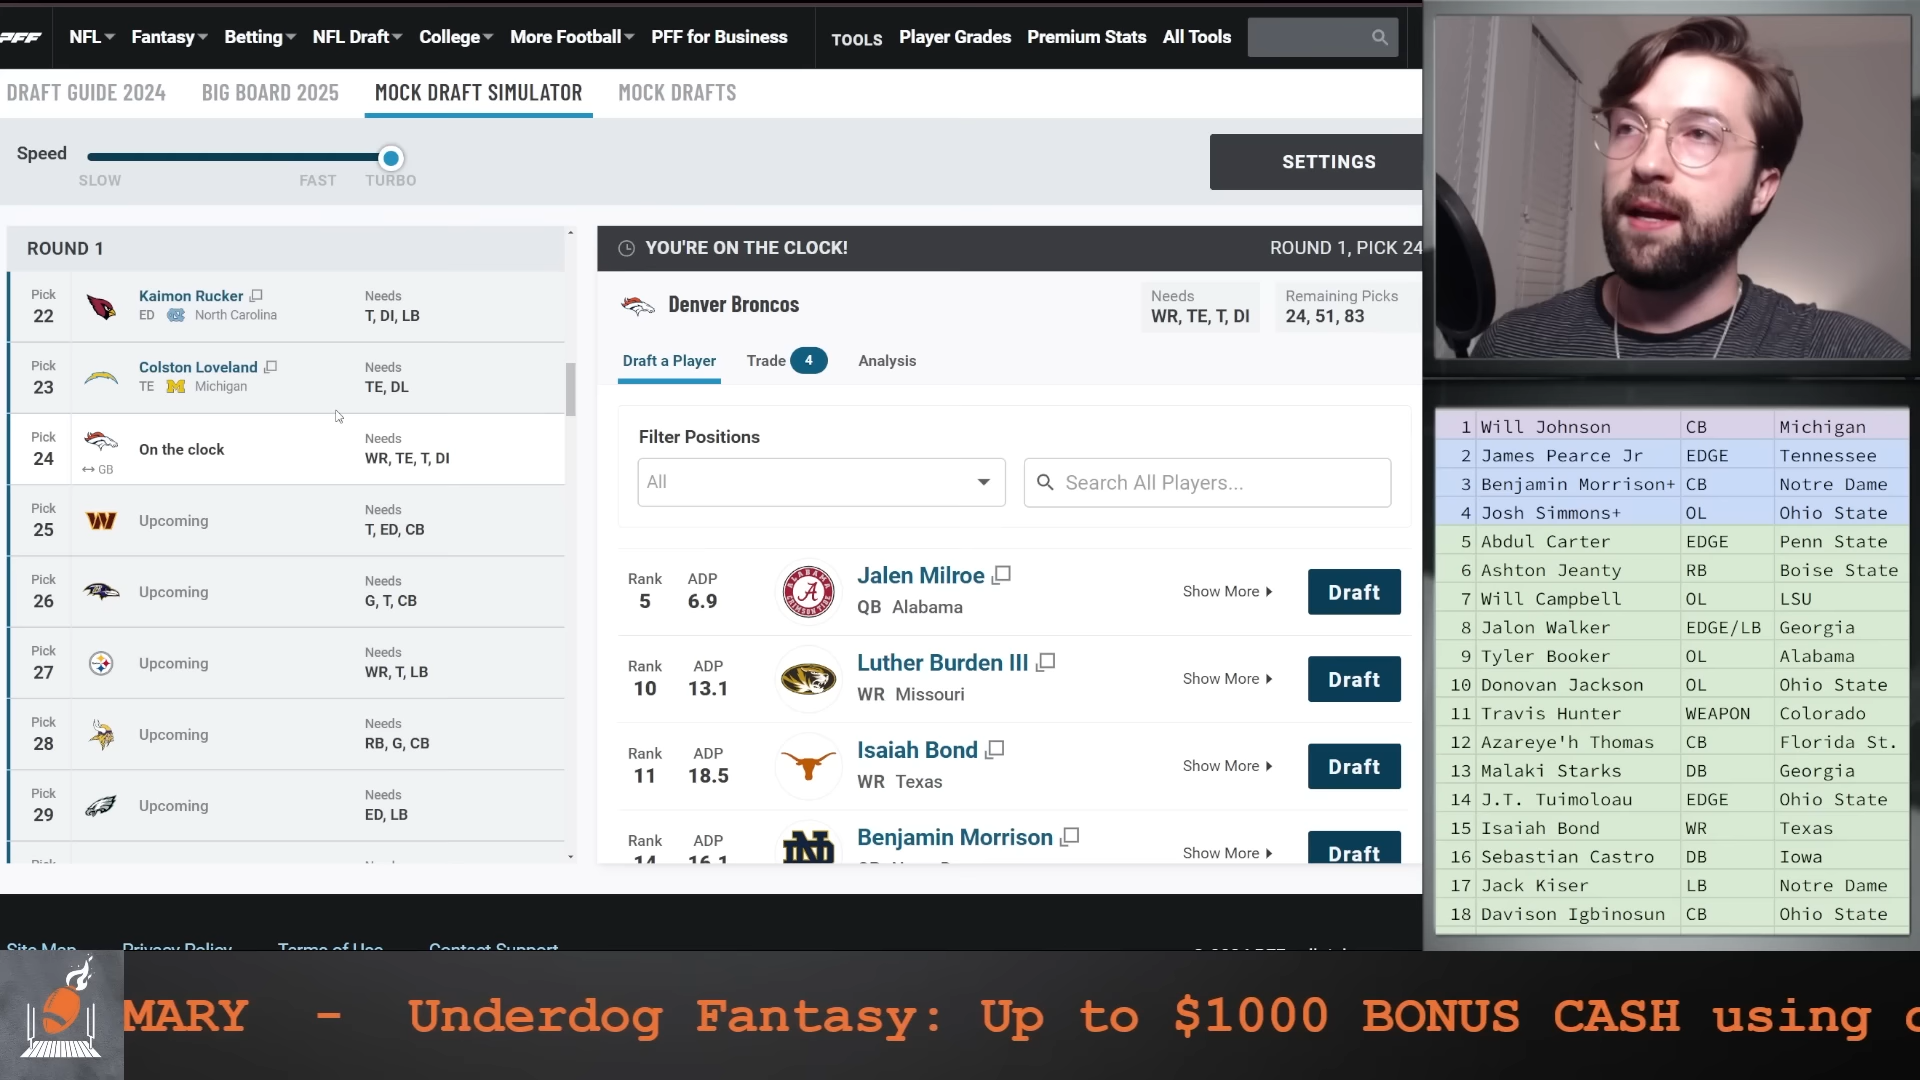 PFF NFL Fantasy Betting NFL Draft College More Football PFF for Business TOOLS Player Grades Premium Stats All Tools
DRAFT GUIDE 2024 BIG BOARD 2025 MOCK DRAFT SIMULATOR MOCK DRAFTS
Speed
SLOW FAST TURBO
SETTINGS
ROUND 1
Pick 22 Kaimon Rucker Needs
ED North Carolina T, DI, LB
Pick 23 Colston Loveland Needs
TE Michigan TE, DL
Pick 24 On the clock Needs
↔ GB WR, TE, T, DI
Pick 25 Upcoming Needs
T, ED, CB
Pick 26 Upcoming Needs
G, T, CB
Pick 27 Upcoming Needs
WR, T, LB
Pick 28 Upcoming Needs
RB, G, CB
Pick 29 Upcoming Needs
ED, LB
YOU'RE ON THE CLOCK! ROUND 1, PICK 24
Denver Broncos
Needs
WR, TE, T, DI
Remaining Picks
24, 51, 83
Draft a Player Trade 4 Analysis
Filter Positions
All Search All Players...
Rank 5 ADP 6.9 Jalen Milroe
QB Alabama Show More Draft
Rank 10 ADP 13.1 Luther Burden III
WR Missouri Show More Draft
Rank 11 ADP 18.5 Isaiah Bond
WR Texas Show More Draft
Rank 14 ADP 16.1 Benjamin Morrison
Show More Draft
Site Map Privacy Policy Terms of Use Contact Support
1 Will Johnson CB Michigan
2 James Pearce Jr EDGE Tennessee
3 Benjamin Morrison+ CB Notre Dame
4 Josh Simmons+ OL Ohio State
5 Abdul Carter EDGE Penn State
6 Ashton Jeanty RB Boise State
7 Will Campbell OL LSU
8 Jalon Walker EDGE/LB Georgia
9 Tyler Booker OL Alabama
10 Donovan Jackson OL Ohio State
11 Travis Hunter WEAPON Colorado
12 Azareye'h Thomas CB Florida St.
13 Malaki Starks DB Georgia
14 J.T. Tuimoloau EDGE Ohio State
15 Isaiah Bond WR Texas
16 Sebastian Castro DB Iowa
17 Jack Kiser LB Notre Dame
18 Davison Igbinosun CB Ohio State
MARY - Underdog Fantasy: Up to $1000 BONUS CASH using